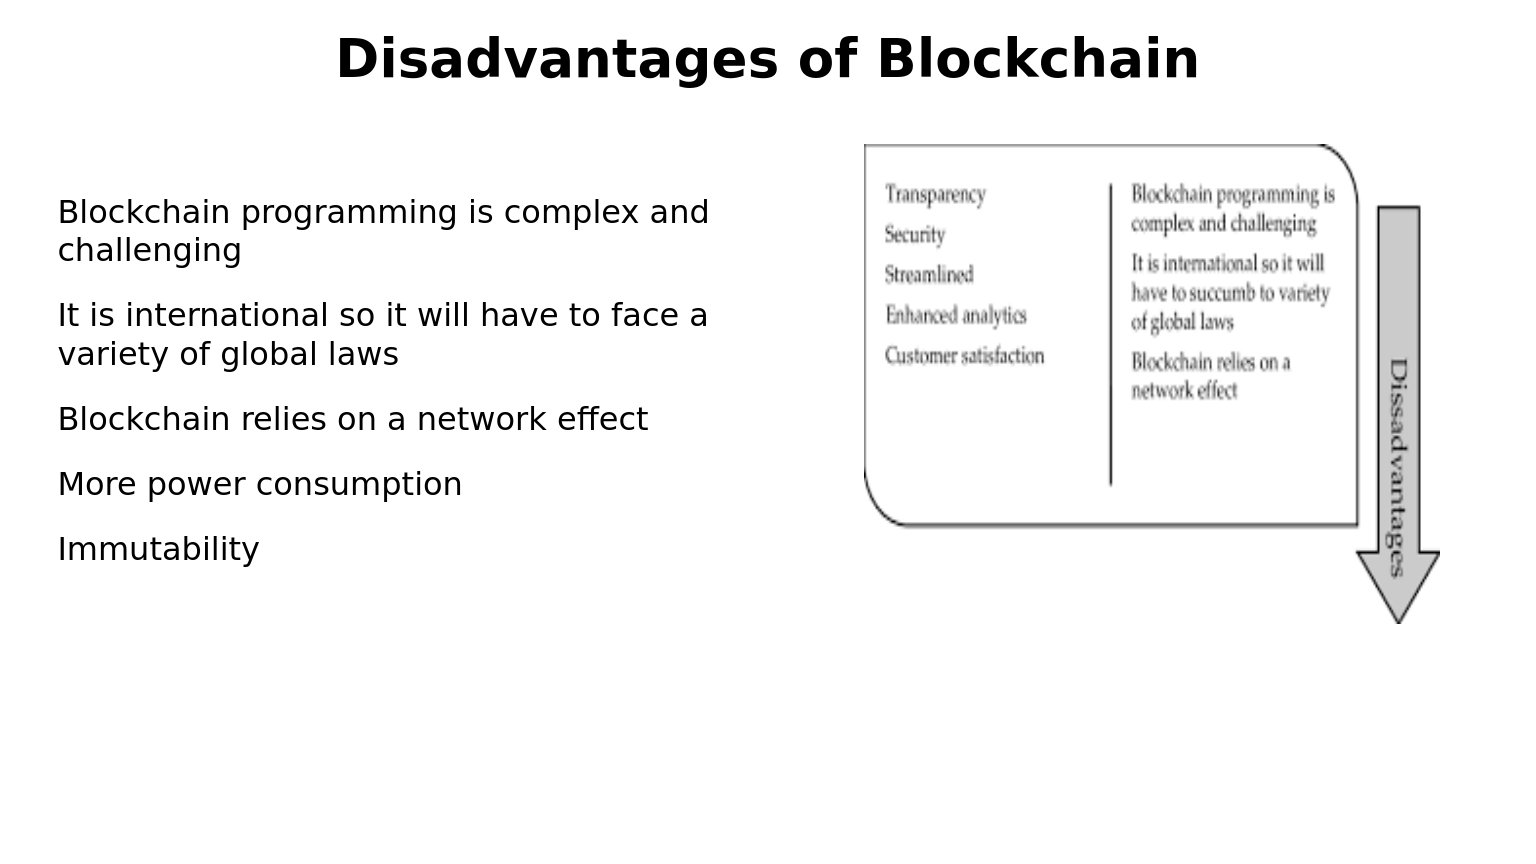 Disadvantages of Blockchain
Blockchain programming is complex and
challenging
It is international so it will have to face a
variety of global laws
Blockchain relies on a network effect
More power consumption
Immutability
Transparency
Security
Streamlined
Enhanced analytics
Customer satisfaction
Blockchain programming is
complex and challenging
It is international so it will
have to succumb to variety
of global laws
Blockchain relies on a
network effect
Dissadvantages